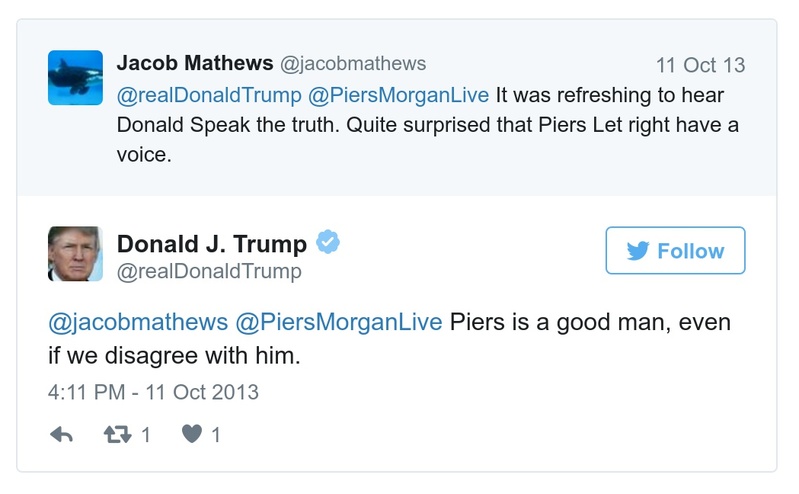 Jacob Mathews @jacobmathews 11 Oct 13
@realDonaldTrump @PiersMorganLive It was refreshing to hear
Donald Speak the truth. Quite surprised that Piers Let right have a
voice.
Donald J. Trump
@realDonaldTrump
Follow
@jacobmathews @PiersMorganLive Piers is a good man, even
if we disagree with him.
4:11 PM - 11 Oct 2013
1 1